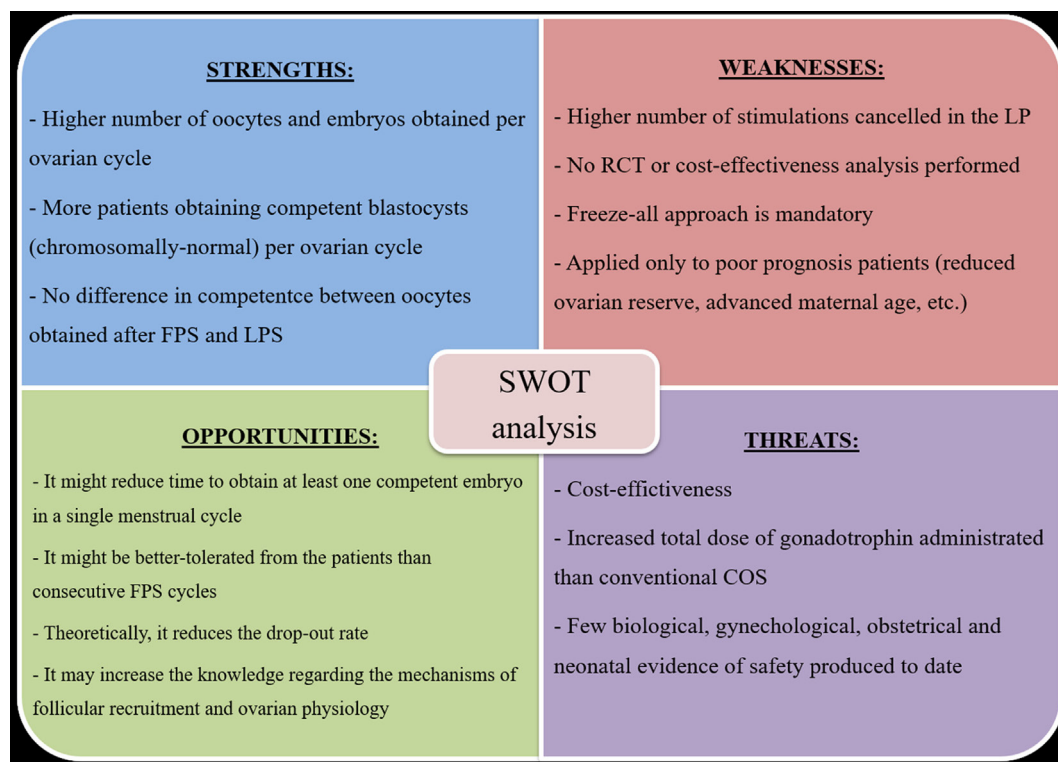 STRENGTHS:
- Higher number of oocytes and embryos obtained per
ovarian cycle
- More patients obtaining competent blastocysts
(chromosomally-normal) per ovarian cycle
- No difference in competentce between oocytes
obtained after FPS and LPS
WEAKNESSES:
- Higher number of stimulations cancelled in the LP
- No RCT or cost-effectiveness analysis performed
- Freeze-all approach is mandatory
- Applied only to poor prognosis patients (reduced
ovarian reserve, advanced maternal age, etc.)
SWOT
analysis
OPPORTUNITIES:
- It might reduce time to obtain at least one competent embryo
in a single menstrual cycle
- It might be better-tolerated from the patients than
consecutive FPS cycles
- Theoretically, it reduces the drop-out rate
- It may increase the knowledge regarding the mechanisms of
follicular recruitment and ovarian physiology
THREATS:
- Cost-effictiveness
- Increased total dose of gonadotrophin administrated
than conventional COS
- Few biological, gynechological, obstetrical and
neonatal evidence of safety produced to date